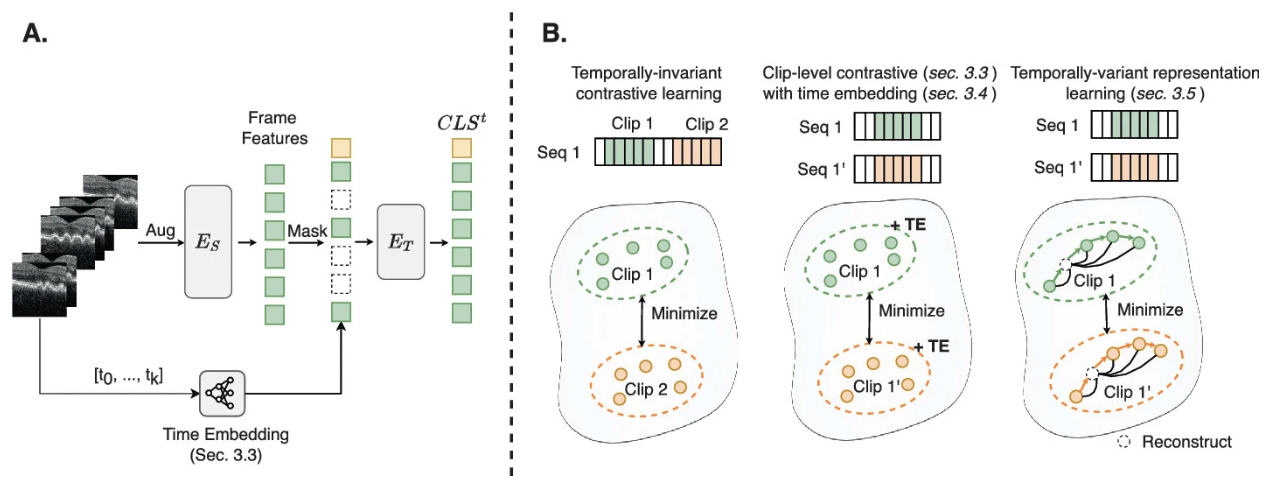 A.
Frame
Features
CLSᵗ
Aug
E_S
Mask
E_T
[t₀, ..., tₖ]
Time Embedding
(Sec. 3.3)
B.
Temporally-invariant
contrastive learning
Clip 1
Clip 2
Seq 1
Clip 1
Minimize
Clip 2
Clip-level contrastive (sec. 3.3)
with time embedding (sec. 3.4)
Seq 1
Seq 1'
+ TE
Clip 1
Minimize
+ TE
Clip 1'
Temporally-variant representation
learning (sec. 3.5)
Seq 1
Seq 1'
Clip 1
Minimize
Clip 1'
Reconstruct